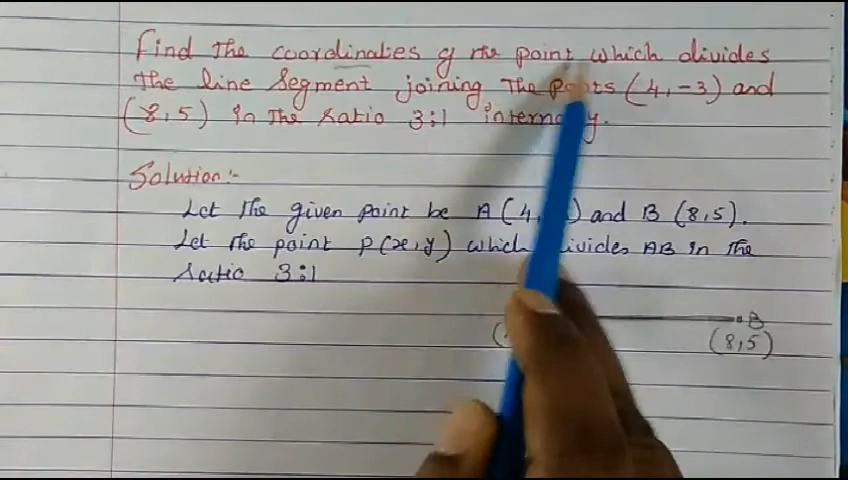 Find the coordinates of the point which divides
the line segment joining the points (4,-3) and
(8,5) in the ratio 3:1 internally.
Solution:-
Let the given point be A(4, ) and B (8,5).
Let the point P(x,y) which divides AB in the
ratio 3:1
B
(8,5)